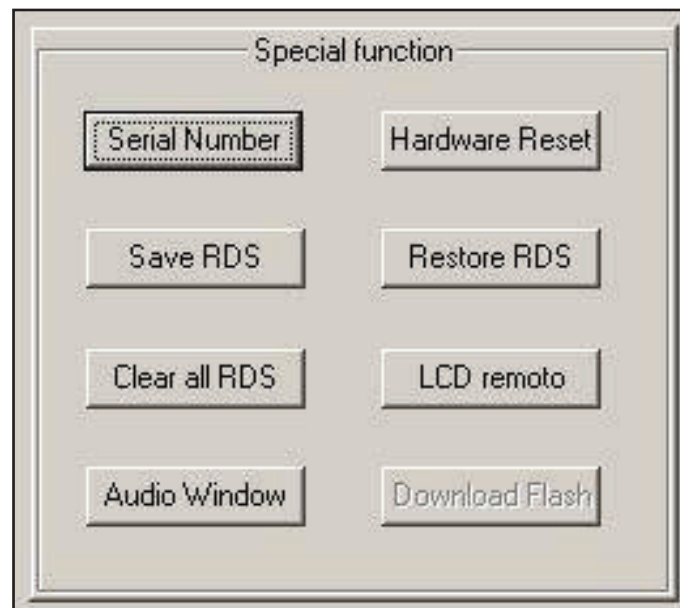 Special function
Serial Number
Hardware Reset
Save RDS
Restore RDS
Clear all RDS
LCD remoto
Audio Window
Download Flash